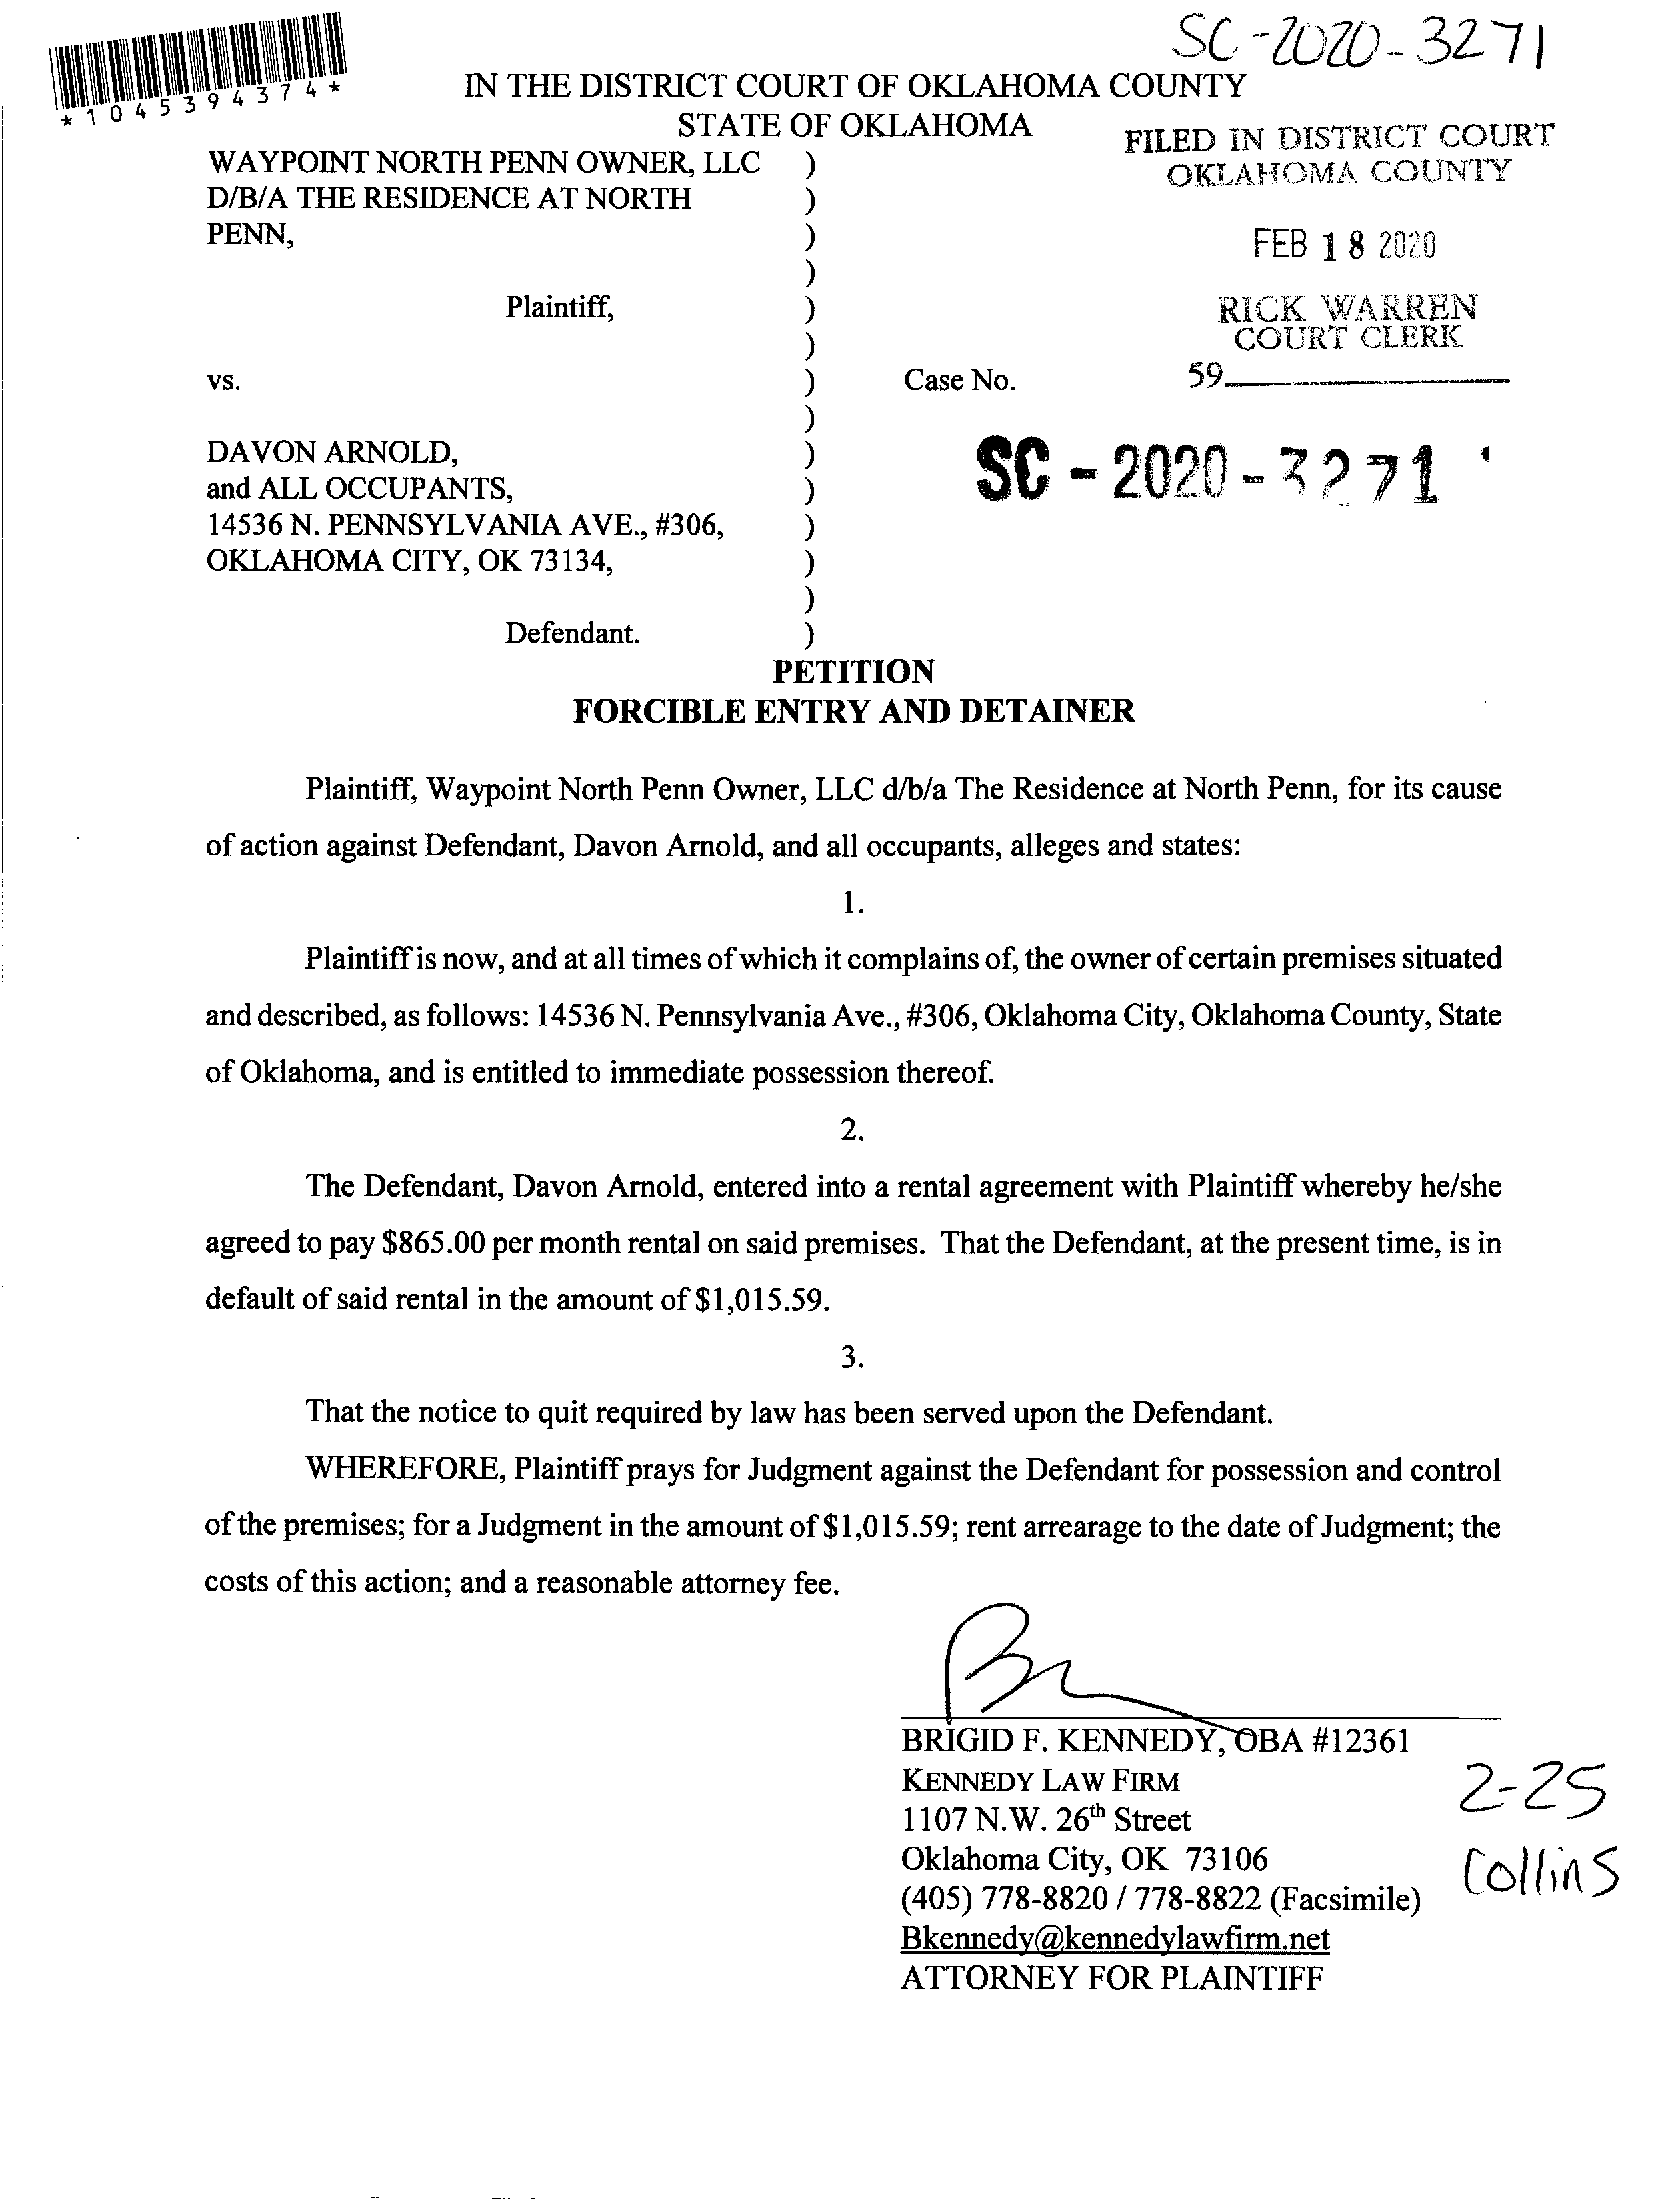 SC-2020-3271
*1045394374*
IN THE DISTRICT COURT OF OKLAHOMA COUNTY
STATE OF OKLAHOMA
FILED IN DISTRICT COURT
OKLAHOMA COUNTY
FEB 18 2020
RICK WARREN
COURT CLERK
59
WAYPOINT NORTH PENN OWNER, LLC )
D/B/A THE RESIDENCE AT NORTH )
PENN, )
)
Plaintiff, )
)
vs. ) Case No.
)
DAVON ARNOLD, )
and ALL OCCUPANTS, )
14536 N. PENNSYLVANIA AVE., #306, )
OKLAHOMA CITY, OK 73134, )
)
Defendant. )
SC - 2020 - 3271
PETITION
FORCIBLE ENTRY AND DETAINER
Plaintiff, Waypoint North Penn Owner, LLC d/b/a The Residence at North Penn, for its cause
of action against Defendant, Davon Arnold, and all occupants, alleges and states:
1.
Plaintiff is now, and at all times of which it complains of, the owner of certain premises situated
and described, as follows: 14536 N. Pennsylvania Ave., #306, Oklahoma City, Oklahoma County, State
of Oklahoma, and is entitled to immediate possession thereof.
2.
The Defendant, Davon Arnold, entered into a rental agreement with Plaintiff whereby he/she
agreed to pay $865.00 per month rental on said premises. That the Defendant, at the present time, is in
default of said rental in the amount of $1,015.59.
3.
That the notice to quit required by law has been served upon the Defendant.
WHEREFORE, Plaintiff prays for Judgment against the Defendant for possession and control
of the premises; for a Judgment in the amount of $1,015.59; rent arrearage to the date of Judgment; the
costs of this action; and a reasonable attorney fee.
BRIGID F. KENNEDY, OBA #12361
KENNEDY LAW FIRM
1107 N.W. 26th Street
Oklahoma City, OK 73106
(405) 778-8820 / 778-8822 (Facsimile)
Bkennedy@kennedylawfirm.net
ATTORNEY FOR PLAINTIFF
2-25
Collins